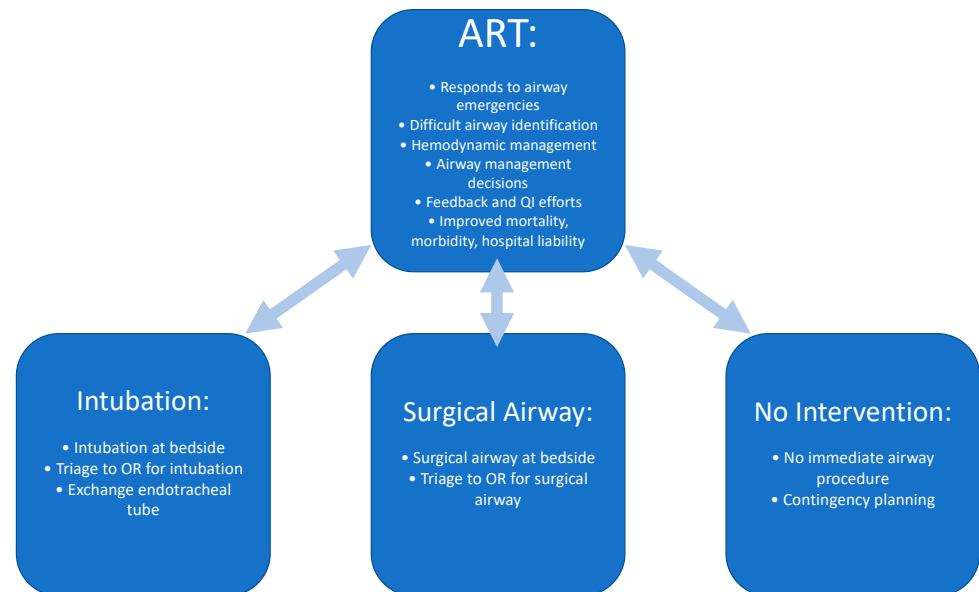 ART:
• Responds to airway
emergencies
• Difficult airway identification
• Hemodynamic management
• Airway management
decisions
• Feedback and QI efforts
• Improved mortality,
morbidity, hospital liability
Intubation:
• Intubation at bedside
• Triage to OR for intubation
• Exchange endotracheal
tube
Surgical Airway:
• Surgical airway at bedside
• Triage to OR for surgical
airway
No Intervention:
• No immediate airway
procedure
• Contingency planning